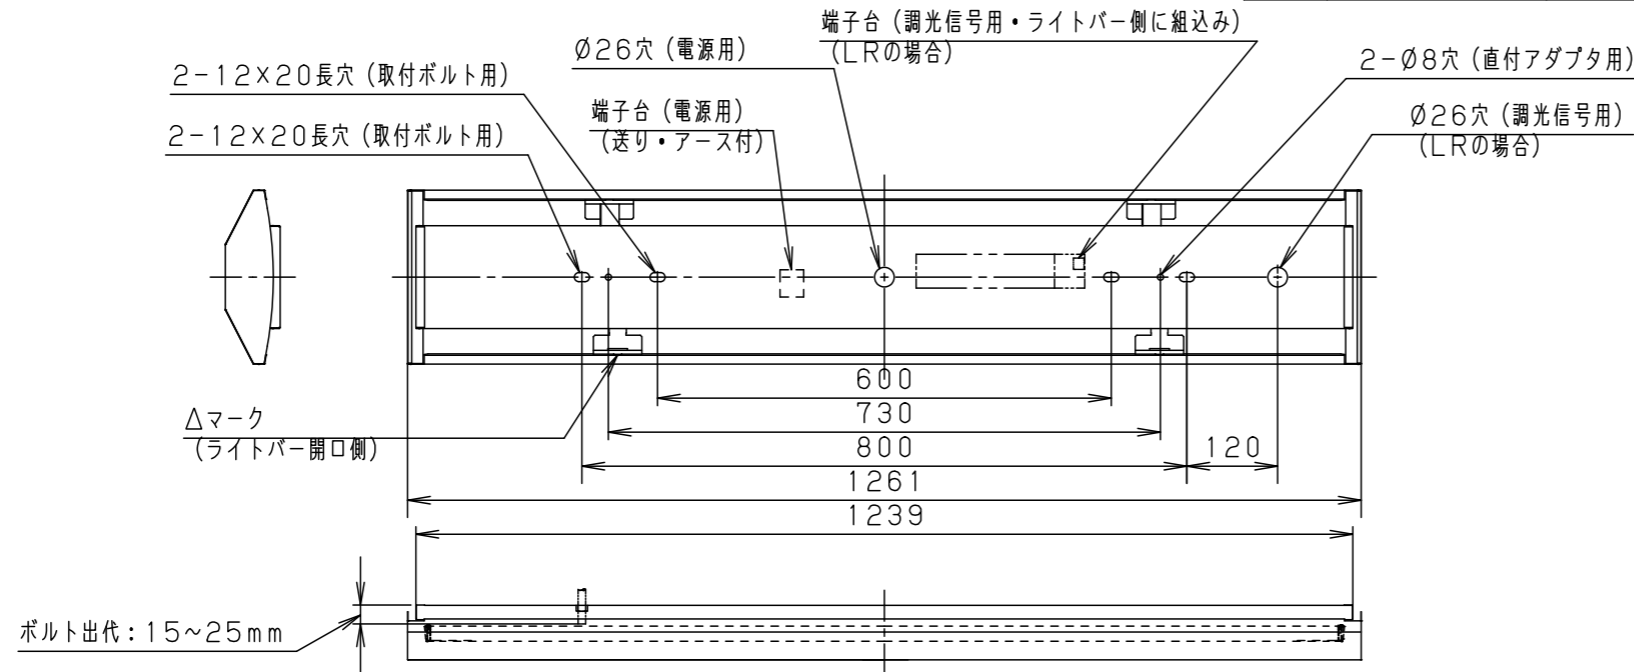 端子台（調光信号用・ライトバー側に組込み）
（LRの場合）
Ø26穴（電源用）
2-Ø8穴（直付アダプタ用）
2-12×20長穴（取付ボルト用）
端子台（電源用）
（送り・アース付）
Ø26穴（調光信号用）
（LRの場合）
2-12×20長穴（取付ボルト用）
600
730
△マーク
（ライトバー開口側）
800
120
1261
1239
ボルト出代：15~25mm